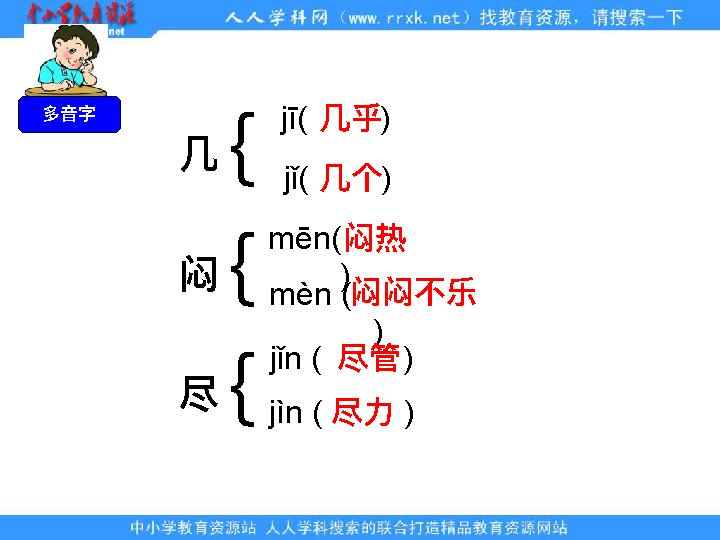 中小学教育资源
.net
人人学科网（www.rrxk.net）找教育资源，请搜索一下
多音字
几
{
jī( 几乎)
jǐ( 几个)
闷
{
mēn(闷热
)
mèn (闷闷不乐
)
尽
{
jǐn ( 尽管)
jìn ( 尽力 )
中小学教育资源站 人人学科搜索的联合打造精品教育资源网站